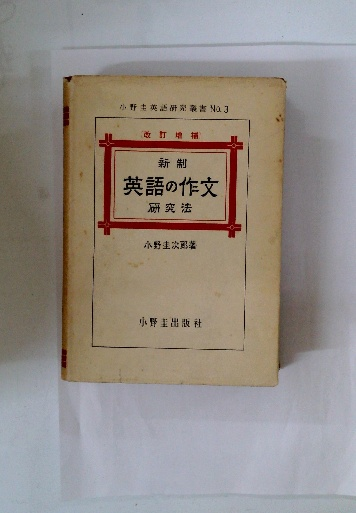 小野圭英語研究叢書 No.3
改訂増補
新制
英語の作文
研究法
小野圭次郎著
小野圭出版社